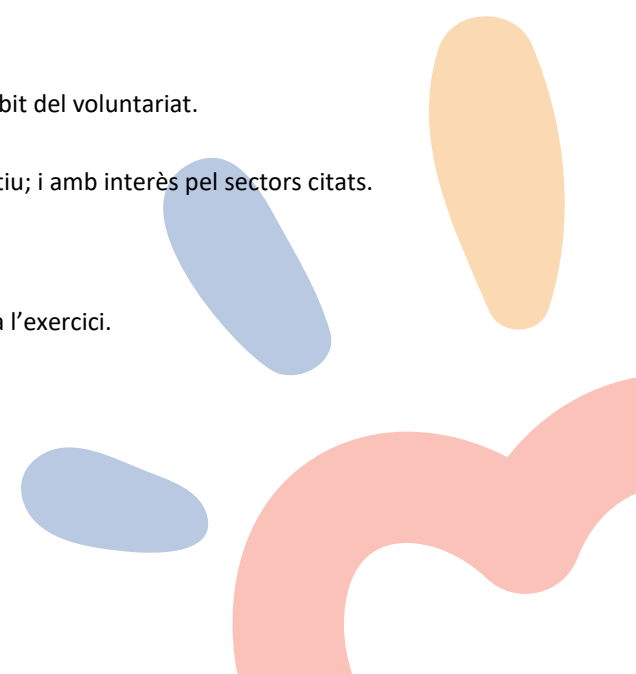 bit del voluntariat.
tiu; i amb interès pel sectors citats.
a l’exercici.